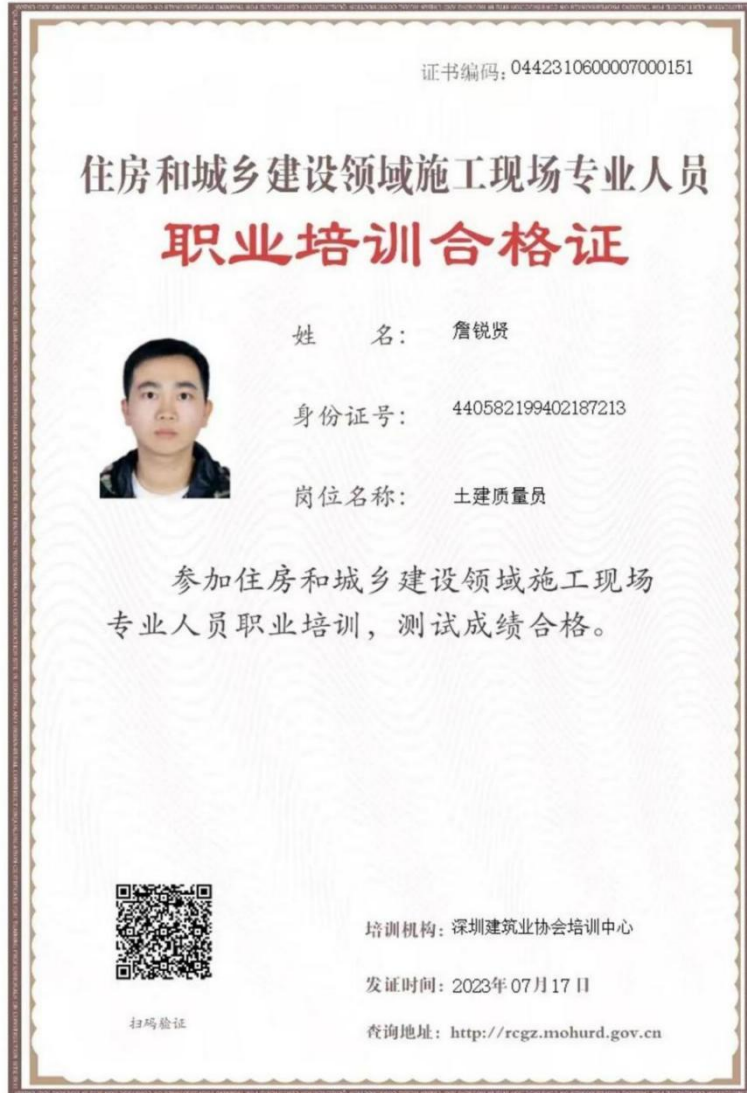 证书编码: 0442310600007000151
住房和城乡建设领域施工现场专业人员
职业培训合格证
姓 名: 詹锐贤
身份证号: 440582199402187213
岗位名称: 土建质量员
参加住房和城乡建设领域施工现场
专业人员职业培训, 测试成绩合格。
培训机构: 深圳建筑业协会培训中心
发证时间: 2023年07月17日
扫码验证
查询地址: http://rcgz.mohurd.gov.cn